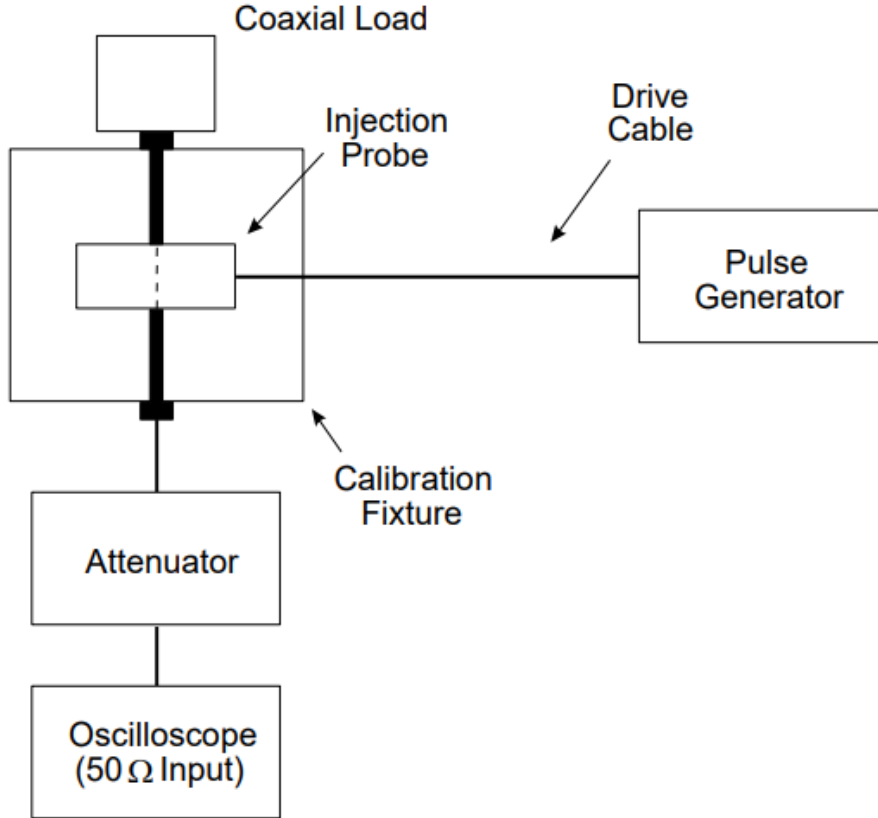 Coaxial Load
Injection
Probe
Drive
Cable
Pulse
Generator
Calibration
Fixture
Attenuator
Oscilloscope
(50 Ω Input)